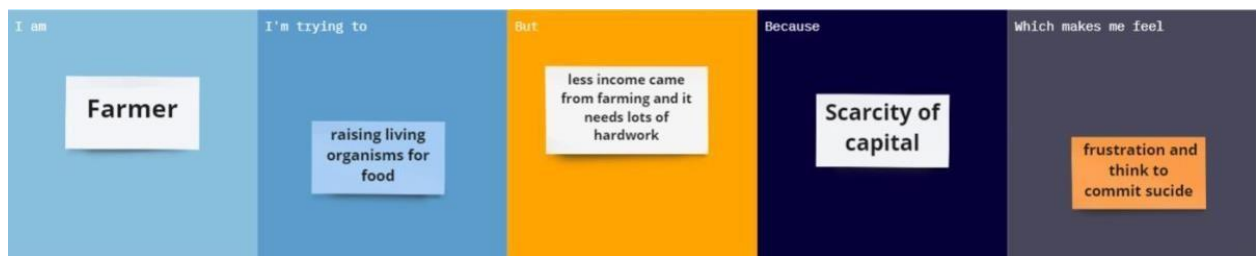 I am
Farmer
I'm trying to
raising living
organisms for
food
But
less income came
from farming and it
needs lots of
hardwork
Because
Scarcity of
capital
Which makes me feel
frustration and
think to
commit sucide